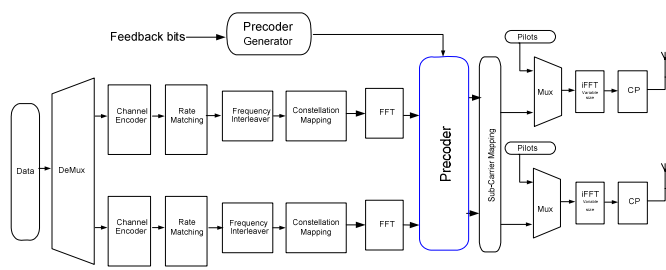 Feedback bits
Precoder
Generator
Pilots
Data
DeMux
Channel
Encoder
Rate
Matching
Frequency
Interleaver
Constellation
Mapping
FFT
Precoder
Sub-Carrier Mapping
Mux
iFFT
Variable
size
CP
Pilots
Channel
Encoder
Rate
Matching
Frequency
Interleaver
Constellation
Mapping
FFT
Mux
iFFT
Variable
size
CP